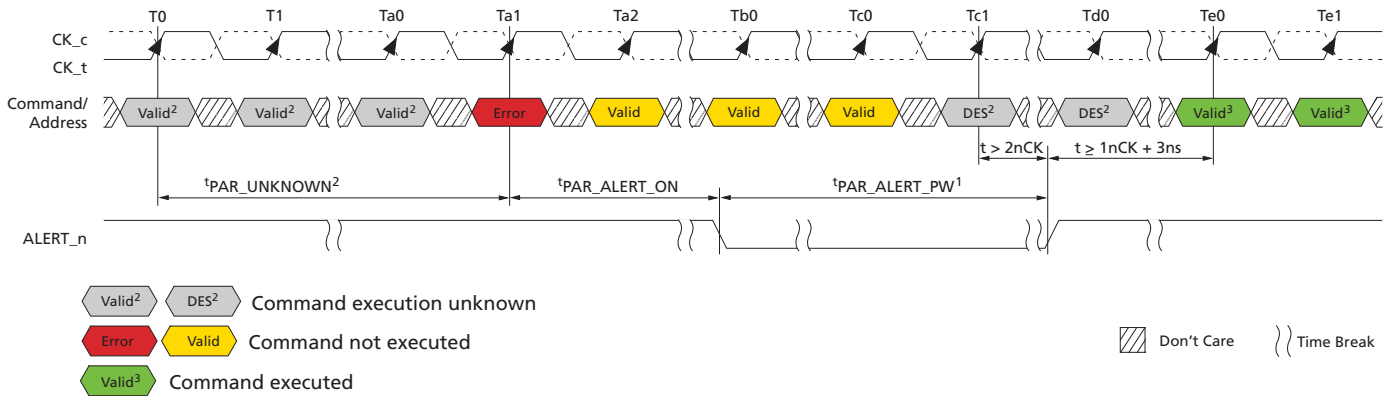 T0 T1 Ta0 Ta1 Ta2 Tb0 Tc0 Tc1 Td0 Te0 Te1
CK_c
CK_t
Command/
Address
Valid² Valid² Valid² Error Valid Valid Valid DES² DES² Valid³ Valid³
t > 2nCK t ≥ 1nCK + 3ns
ᵗPAR_UNKNOWN² ᵗPAR_ALERT_ON ᵗPAR_ALERT_PW¹
ALERT_n
Valid² DES² Command execution unknown
Error Valid Command not executed
Valid³ Command executed
Don't Care Time Break